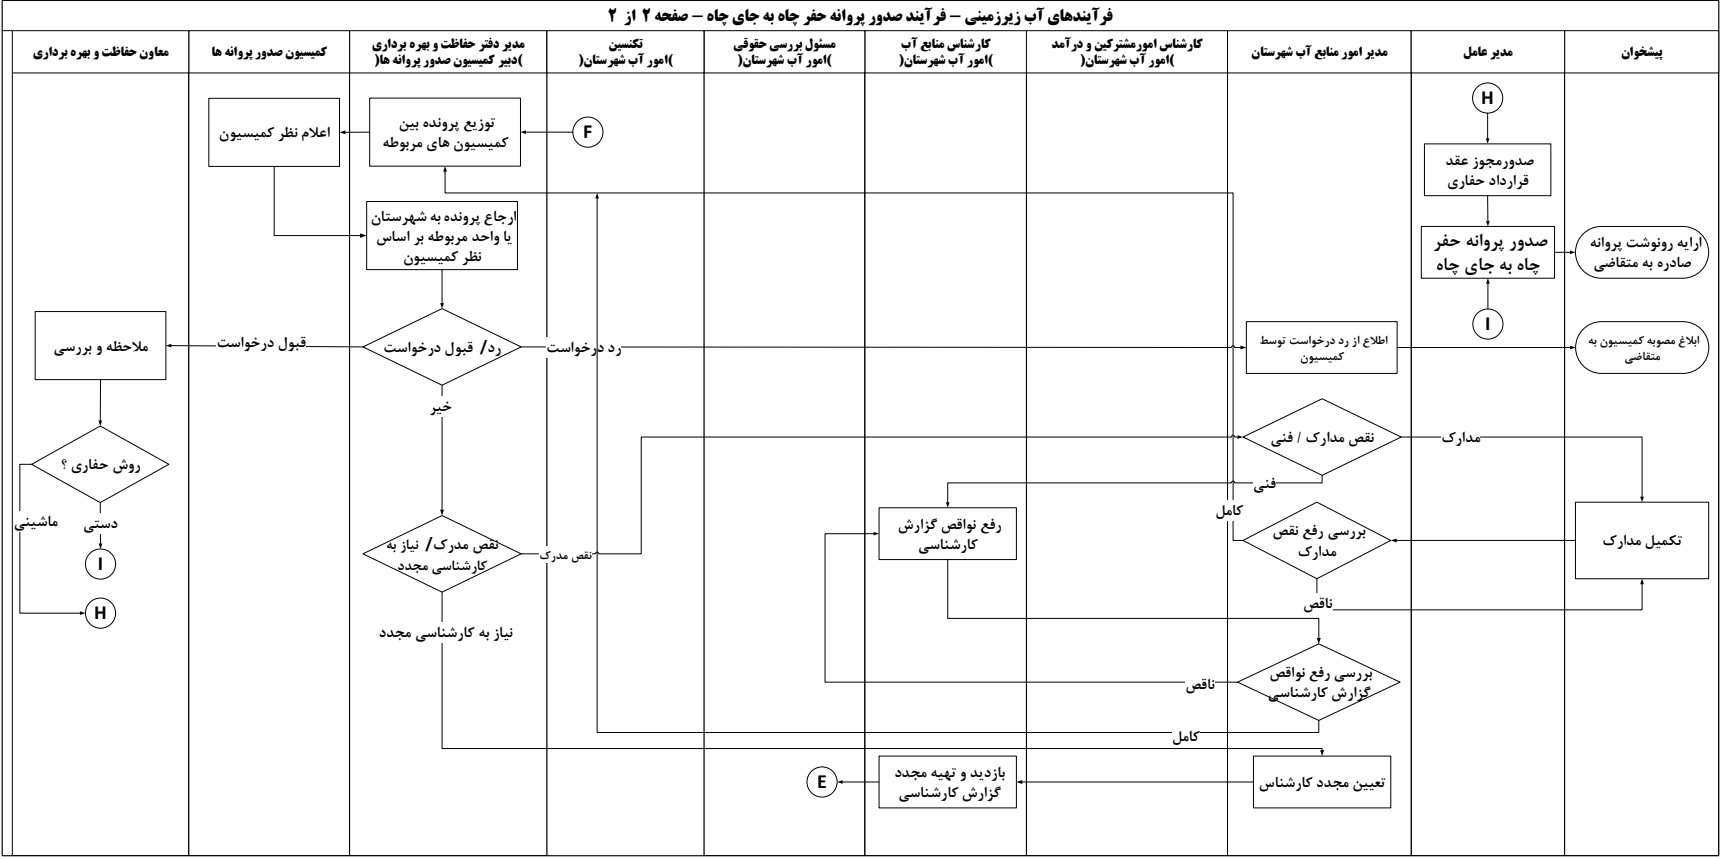 فرآیندهای آب زیرزمینی – فرآیند صدور پروانه حفر چاه به جای چاه – صفحه ۲ از ۲
پیشخوان
مدیر عامل
مدیر امور منابع آب شهرستان
کارشناس امورمشترکین و درآمد
)امور آب شهرستان(
کارشناس منابع آب
)امور آب شهرستان(
مسئول بررسی حقوقی
)امور آب شهرستان(
تکنسین
)امور آب شهرستان(
مدیر دفتر حفاظت و بهره برداری
)دبیر کمیسیون صدور پروانه ها(
کمیسیون صدور پروانه ها
معاون حفاظت و بهره برداری
H
صدورمجوز عقد
قرارداد حفاری
صدور پروانه حفر
چاه به جای چاه
I
ارایه رونوشت پروانه
صادره به متقاضی
F
توزیع پرونده بین
کمیسیون های مربوطه
اعلام نظر کمیسیون
ارجاع پرونده به شهرستان
یا واحد مربوطه بر اساس
نظر کمیسیون
رد/ قبول درخواست
رد درخواست
اطلاع از رد درخواست توسط
کمیسیون
ابلاغ مصوبه کمیسیون به
متقاضی
قبول درخواست
ملاحظه و بررسی
روش حفاری ؟
ماشینی
دستی
I
H
خیر
نقص مدرک/ نیاز به
کارشناسی مجدد
نقص مدرک
نقص مدارک / فنی
مدارک
فنی
تکمیل مدارک
بررسی رفع نقص
مدارک
کامل
ناقص
رفع نواقص گزارش
کارشناسی
بررسی رفع نواقص
گزارش کارشناسی
ناقص
کامل
نیاز به کارشناسی مجدد
تعیین مجدد کارشناس
بازدید و تهیه مجدد
گزارش کارشناسی
E